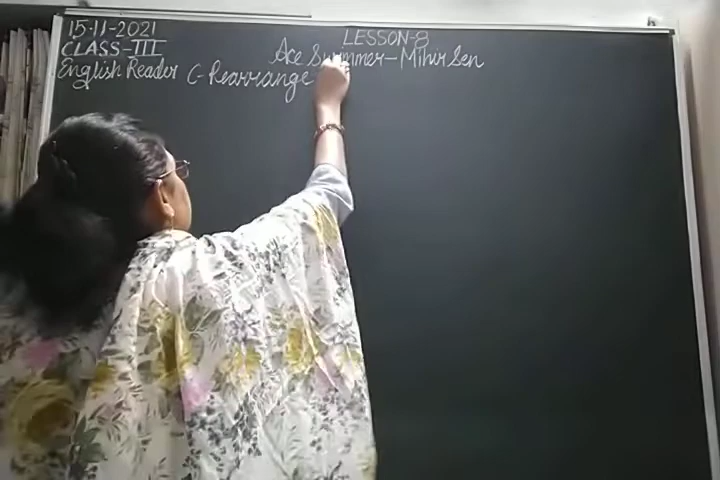 15-11-2021
LESSON-8
CLASS-III
Ace Swimmer-Mihir Sen
English Reader C-Rearrange